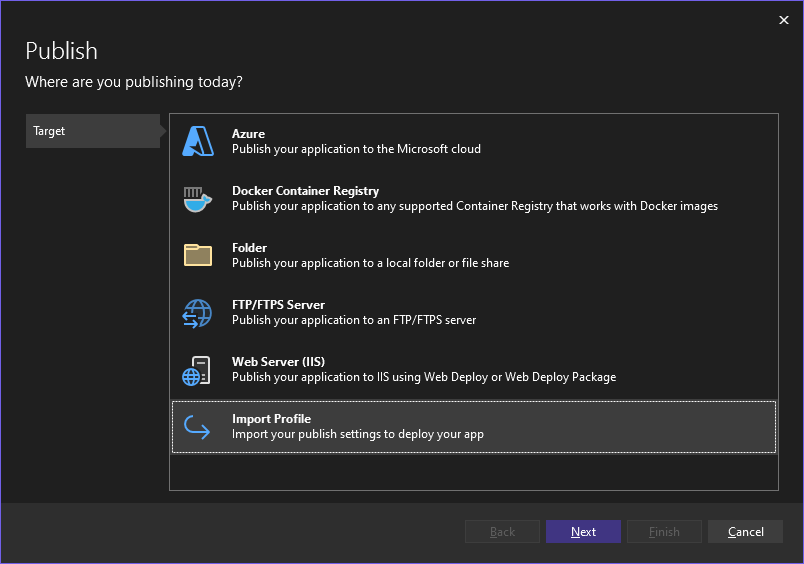 Publish
Where are you publishing today?
Target
Azure
Publish your application to the Microsoft cloud
Docker Container Registry
Publish your application to any supported Container Registry that works with Docker images
Folder
Publish your application to a local folder or file share
FTP/FTPS Server
Publish your application to an FTP/FTPS server
Web Server (IIS)
Publish your application to IIS using Web Deploy or Web Deploy Package
Import Profile
Import your publish settings to deploy your app
Back
Next
Finish
Cancel